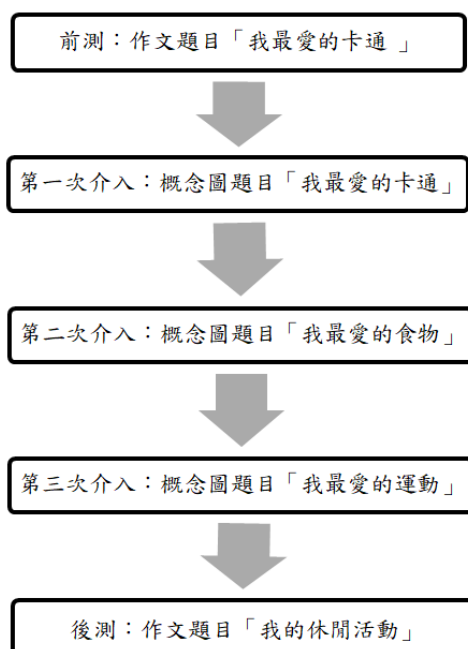 前測：作文題目「我最愛的卡通 」
第一次介入：概念圖題目「我最愛的卡通」
第二次介入：概念圖題目「我最愛的食物」
第三次介入：概念圖題目「我最愛的運動」
後測：作文題目「我的休閒活動」